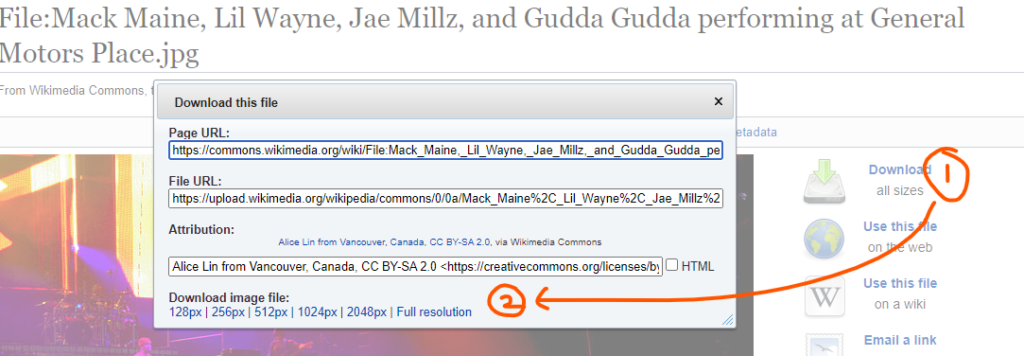 File:Mack Maine, Lil Wayne, Jae Millz, and Gudda Gudda performing at General
Motors Place.jpg
From Wikimedia Commons,
Download this file
×
Page URL:
https://commons.wikimedia.org/wiki/File:Mack_Maine,_Lil_Wayne,_Jae_Millz,_and_Gudda_Gudda_pe
File URL:
https://upload.wikimedia.org/wikipedia/commons/0/0a/Mack_Maine%2C_Lil_Wayne%2C_Jae_Millz%2
Attribution:
Alice Lin from Vancouver, Canada, CC BY-SA 2.0, via Wikimedia Commons
Alice Lin from Vancouver, Canada, CC BY-SA 2.0 <https://creativecommons.org/licenses/by
HTML
Download image file:
128px | 256px | 512px | 1024px | 2048px | Full resolution
2
etadata
Download
1
all sizes
Use this file
on the web
W
Use this file
on a wiki
Email a link